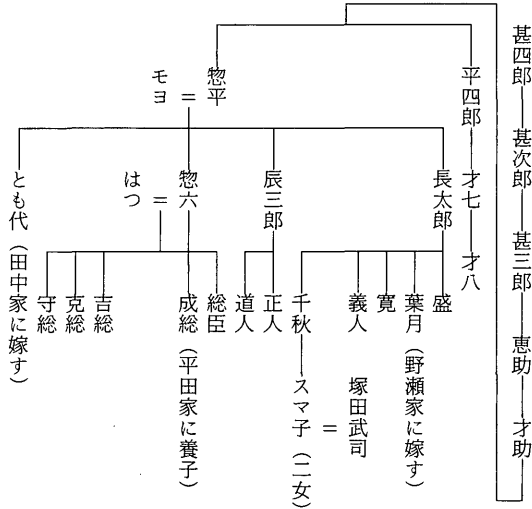 甚四郎
甚次郎
甚三郎
恵助
才助
平四郎
才七
才八
惣平
＝
モヨ
長太郎
盛
葉月（野瀬家に嫁す）
寛
義人
千秋
塚田武司
＝
スマ子（二女）
辰三郎
正人
道人
惣六
＝
はつ
総臣
成総（平田家に養子）
吉総
克総
守総
とも代（田中家に嫁す）